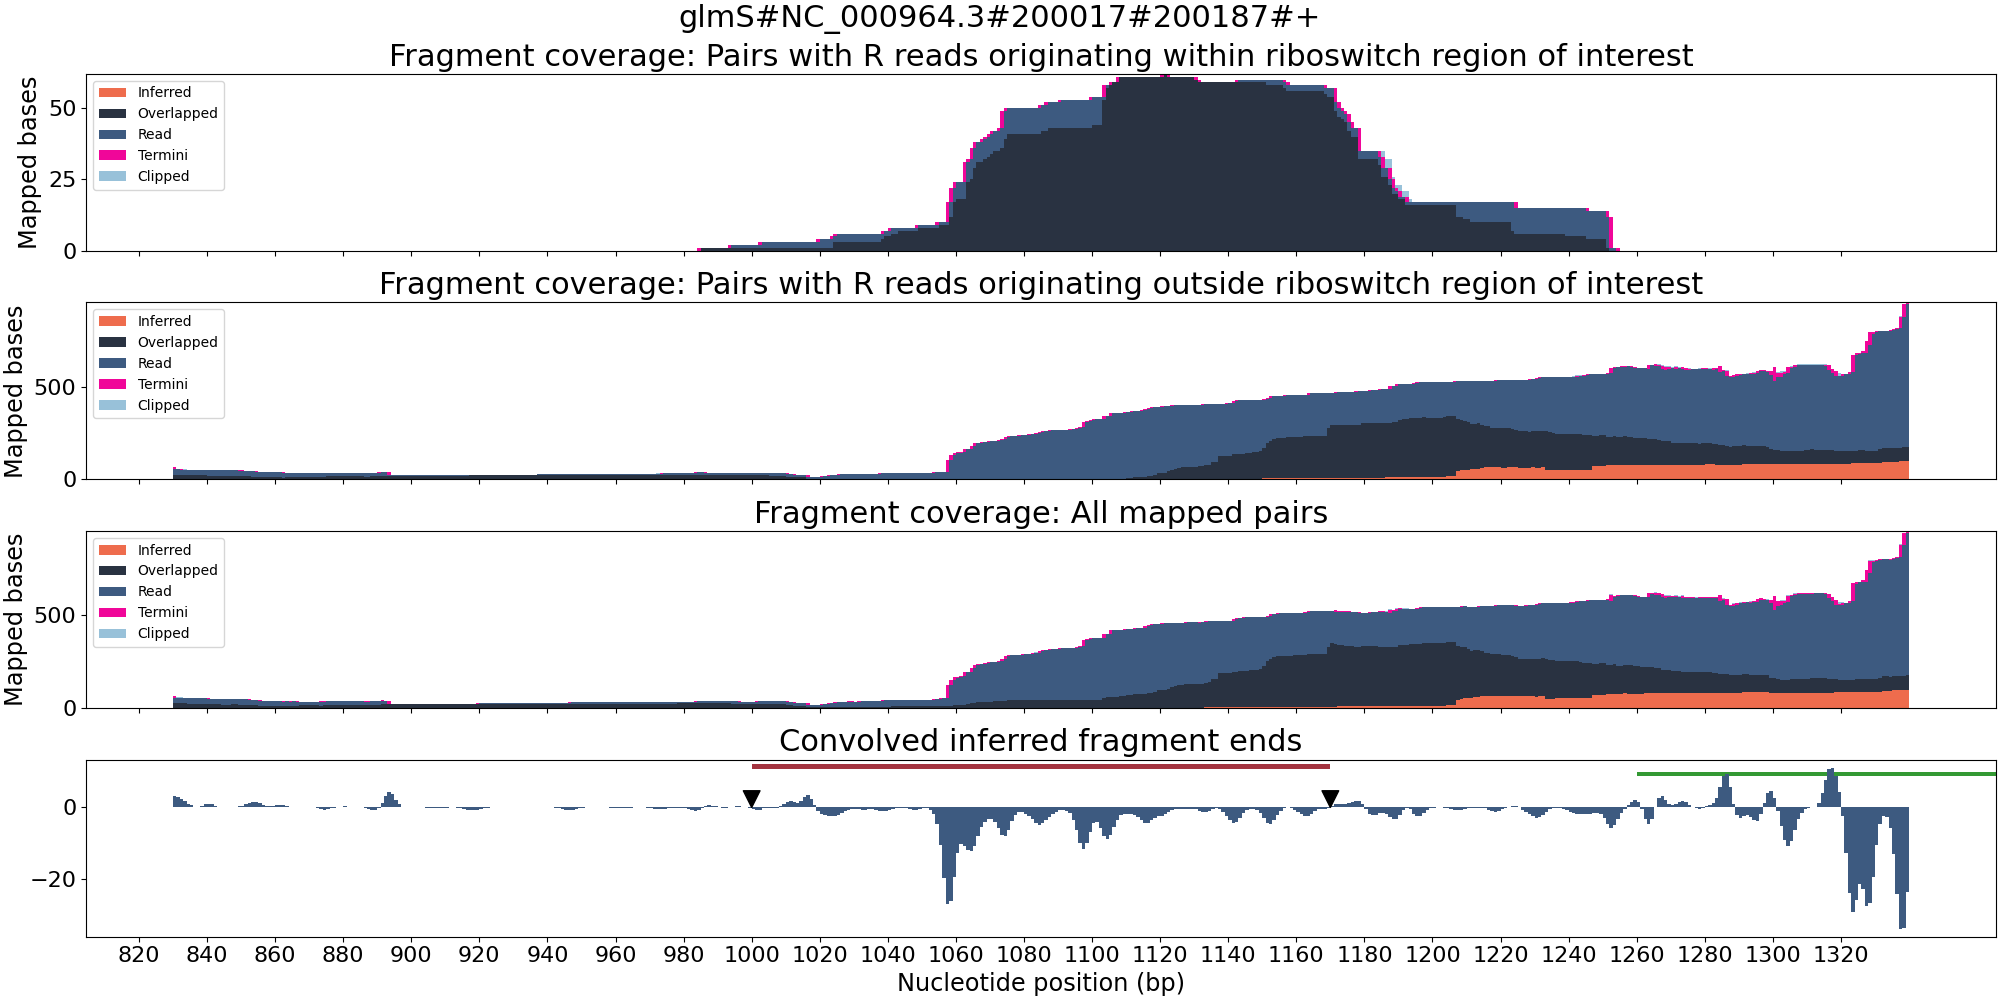 glmS#NC_000964.3#200017#200187#+
Fragment coverage: Pairs with R reads originating within riboswitch region of interest
Mapped bases
50
25
0
Inferred
Overlapped
Read
Termini
Clipped
Fragment coverage: Pairs with R reads originating outside riboswitch region of interest
Mapped bases
500
0
Inferred
Overlapped
Read
Termini
Clipped
Fragment coverage: All mapped pairs
Mapped bases
500
0
Inferred
Overlapped
Read
Termini
Clipped
Convolved inferred fragment ends
0
−20
820 840 860 880 900 920 940 960 980 1000 1020 1040 1060 1080 1100 1120 1140 1160 1180 1200 1220 1240 1260 1280 1300 1320
Nucleotide position (bp)